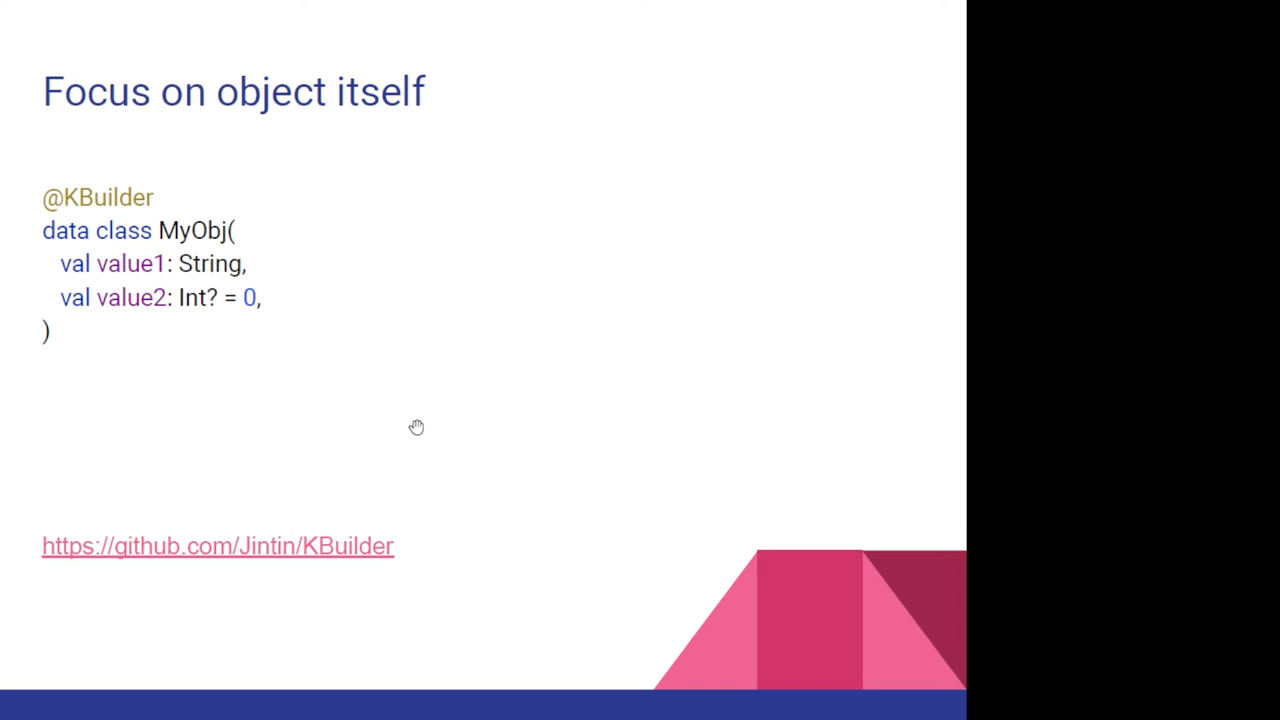 Focus on object itself
@KBuilder
data class MyObj(
val value1: String,
val value2: Int? = 0,
)
https://github.com/Jintin/KBuilder